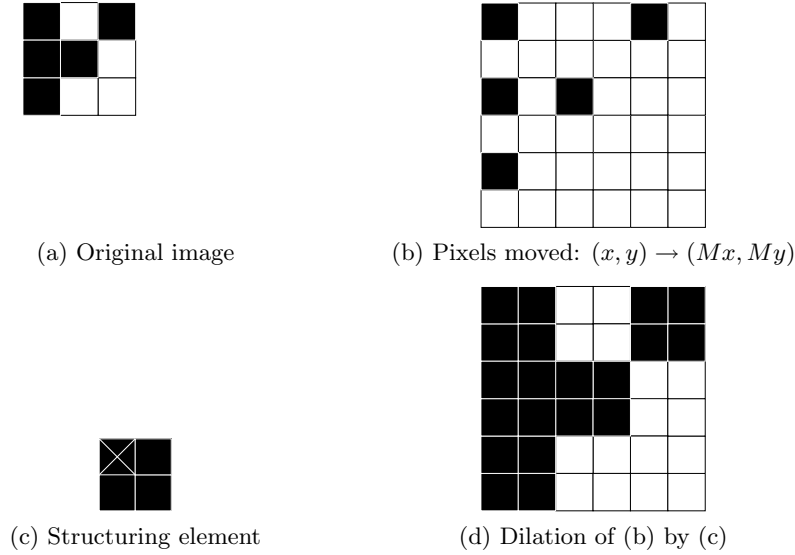 (a) Original image
(b) Pixels moved: (x, y) → (Mx, My)
(c) Structuring element
(d) Dilation of (b) by (c)